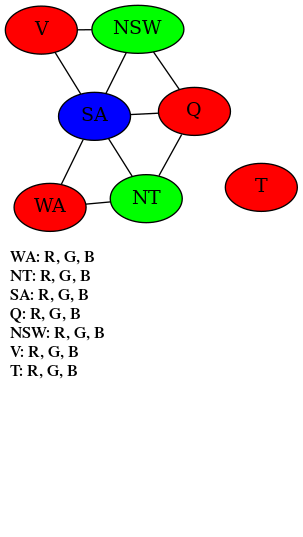 V NSW
SA Q
WA NT T
WA: R, G, B
NT: R, G, B
SA: R, G, B
Q: R, G, B
NSW: R, G, B
V: R, G, B
T: R, G, B